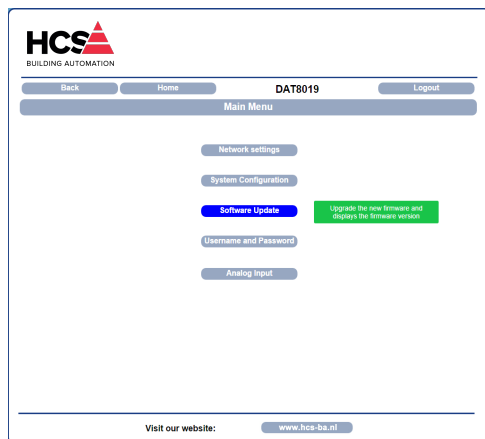 HCS
BUILDING AUTOMATION
Back Home DAT8019 Logout
Main Menu
Network settings
System Configuration
Software Update
Upgrade the new firmware and
displays the firmware version
Username and Password
Analog Input
Visit our website: www.hcs-ba.nl